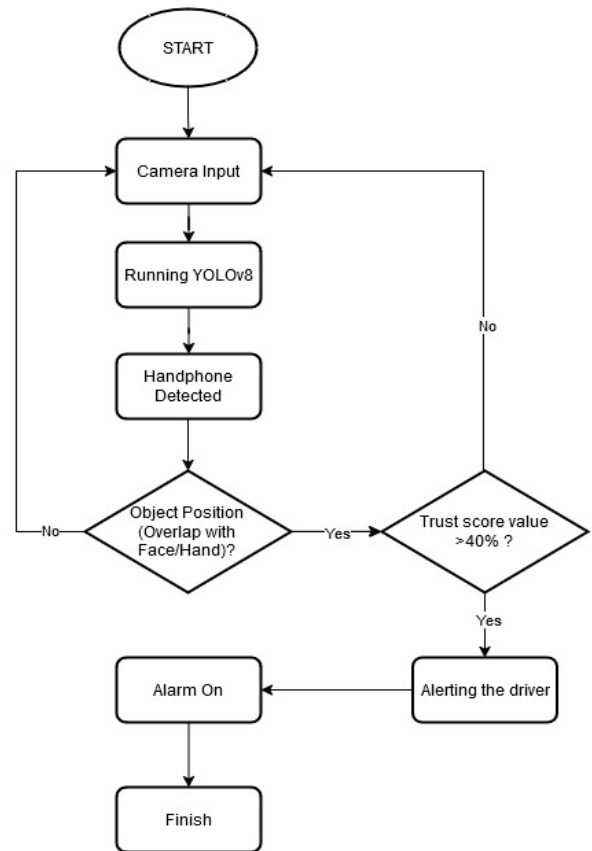 START
Camera Input
Running YOLOv8
No
Handphone
Detected
Object Position
(Overlap with
Face/Hand)?
No
Yes
Trust score value
>40% ?
Yes
Alerting the driver
Alarm On
Finish